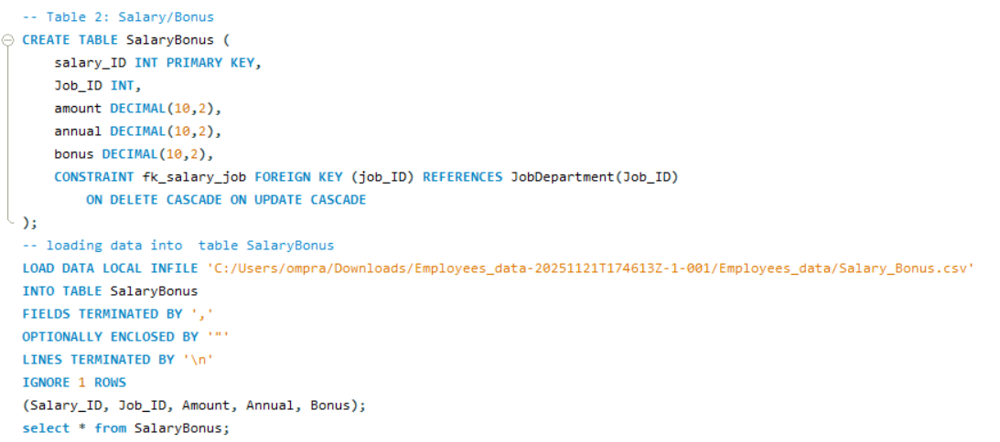 -- Table 2: Salary/Bonus
CREATE TABLE SalaryBonus (
    salary_ID INT PRIMARY KEY,
    Job_ID INT,
    amount DECIMAL(10,2),
    annual DECIMAL(10,2),
    bonus DECIMAL(10,2),
    CONSTRAINT fk_salary_job FOREIGN KEY (job_ID) REFERENCES JobDepartment(Job_ID)
        ON DELETE CASCADE ON UPDATE CASCADE
);
-- loading data into  table SalaryBonus
LOAD DATA LOCAL INFILE 'C:/Users/ompra/Downloads/Employees_data-20251121T174613Z-1-001/Employees_data/Salary_Bonus.csv'
INTO TABLE SalaryBonus
FIELDS TERMINATED BY ','
OPTIONALLY ENCLOSED BY '"'
LINES TERMINATED BY '\n'
IGNORE 1 ROWS
(Salary_ID, Job_ID, Amount, Annual, Bonus);
select * from SalaryBonus;